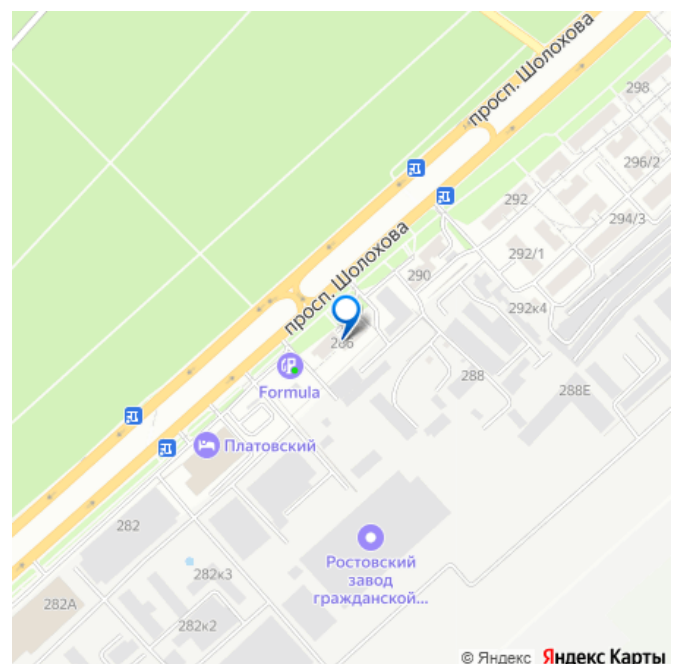 просп. Шолохова
298
296/2
292
294/3
просп. Шолохова
292/1
290
292к4
286
Formula
288
288Е
Платовский
282
Ростовский
завод
гражданской...
282к3
282А
282к2
© Яндекс Яндекс Карты